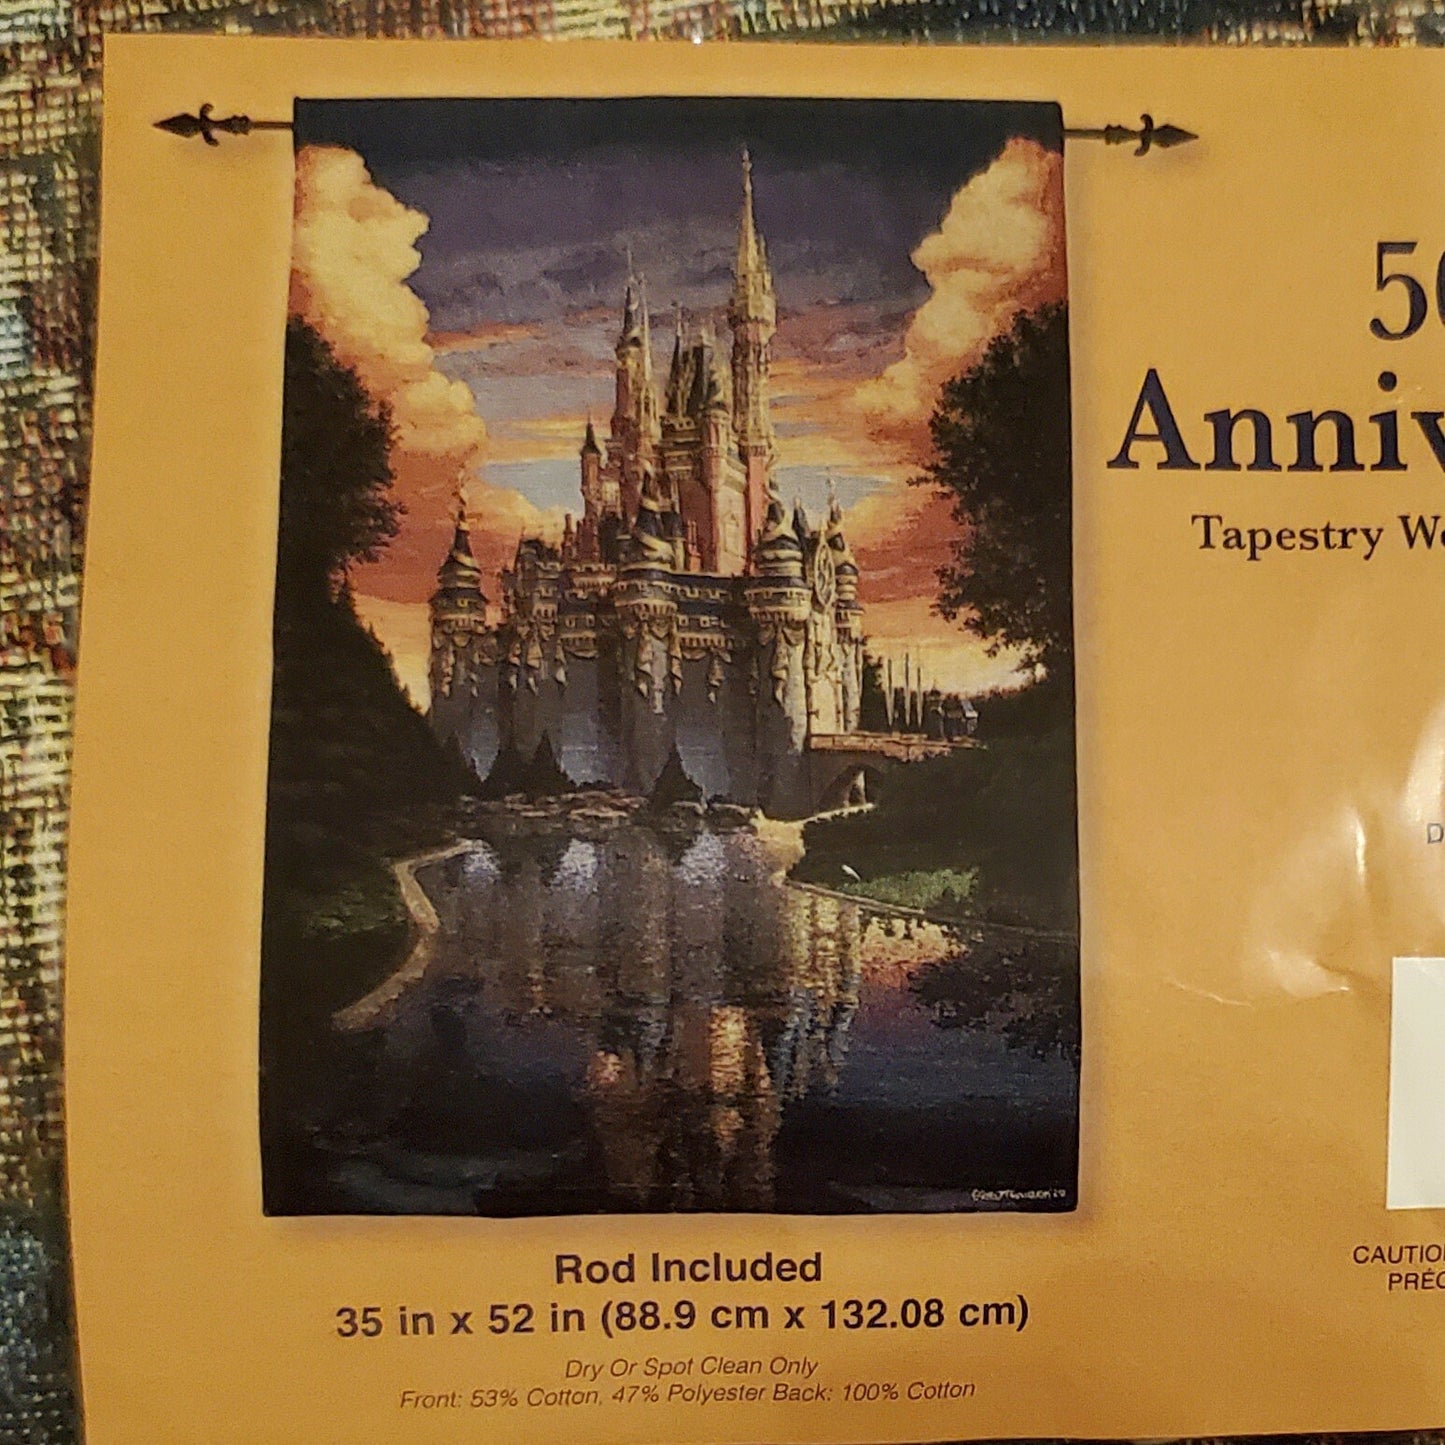 50
Anniv
Tapestry W
D
CAUTIO
PRÉC
Rod Included
35 in x 52 in (88.9 cm x 132.08 cm)
Dry Or Spot Clean Only
Front: 53% Cotton, 47% Polyester Back: 100% Cotton